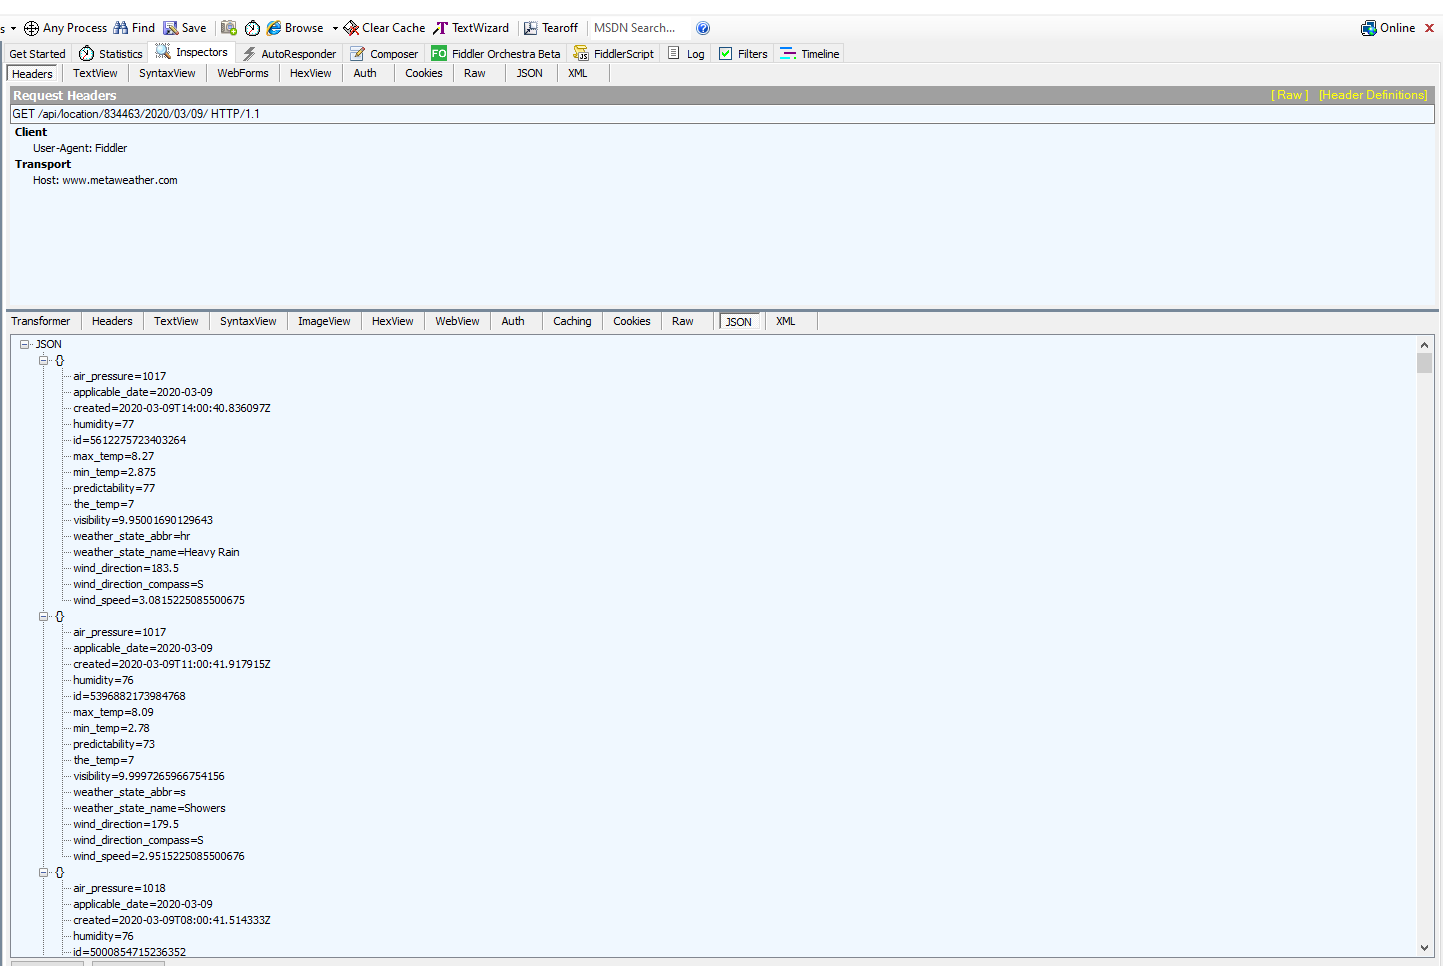 s Any Process Find Save Browse Clear Cache TextWizard Tearoff MSDN Search... Online
Get Started Statistics Inspectors AutoResponder Composer FO Fiddler Orchestra Beta FiddlerScript Log Filters Timeline
Headers TextView SyntaxView WebForms HexView Auth Cookies Raw JSON XML
Request Headers [ Raw ] [Header Definitions]
GET /api/location/834463/2020/03/09/ HTTP/1.1
Client
User-Agent: Fiddler
Transport
Host: www.metaweather.com
Transformer Headers TextView SyntaxView ImageView HexView WebView Auth Caching Cookies Raw JSON XML
JSON
{}
air_pressure=1017
applicable_date=2020-03-09
created=2020-03-09T14:00:40.836097Z
humidity=77
id=5612275723403264
max_temp=8.27
min_temp=2.875
predictability=77
the_temp=7
visibility=9.95001690129643
weather_state_abbr=hr
weather_state_name=Heavy Rain
wind_direction=183.5
wind_direction_compass=S
wind_speed=3.0815225085500675
{}
air_pressure=1017
applicable_date=2020-03-09
created=2020-03-09T11:00:41.917915Z
humidity=76
id=5396882173984768
max_temp=8.09
min_temp=2.78
predictability=73
the_temp=7
visibility=9.9997265966754156
weather_state_abbr=s
weather_state_name=Showers
wind_direction=179.5
wind_direction_compass=S
wind_speed=2.9515225085500676
{}
air_pressure=1018
applicable_date=2020-03-09
created=2020-03-09T08:00:41.514333Z
humidity=76
id=5000854715236352